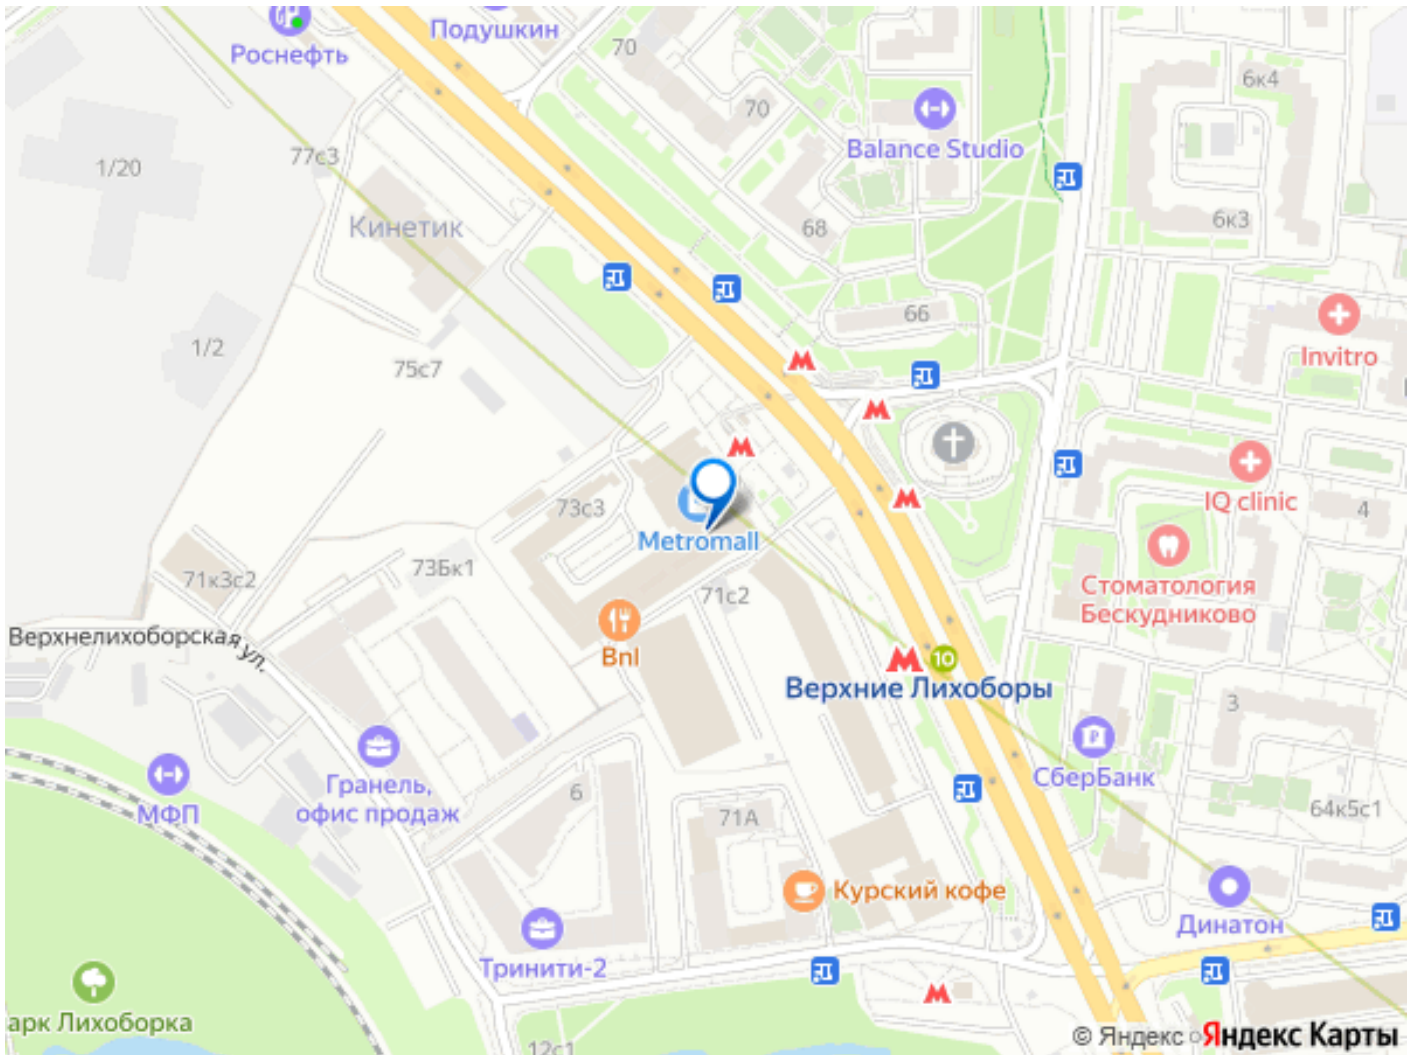 Роснефть
Подушкин
70
6к4
70
Balance Studio
77с3
1/20
Кинетик
68
6к3
66
Invitro
1/2
75с7
IQ clinic
4
73с3
Metromall
Стоматология
Бескудниково
71к3с2
73Бк1
71с2
Верхнелихоборская ул.
Bnl
10
Верхние Лихоборы
3
СберБанк
Гранель,
офис продаж
МФП
6
71А
64к5с1
Курский кофе
Динатон
Тринити-2
арк Лихоборка
12с1
© Яндекс
Яндекс Карты